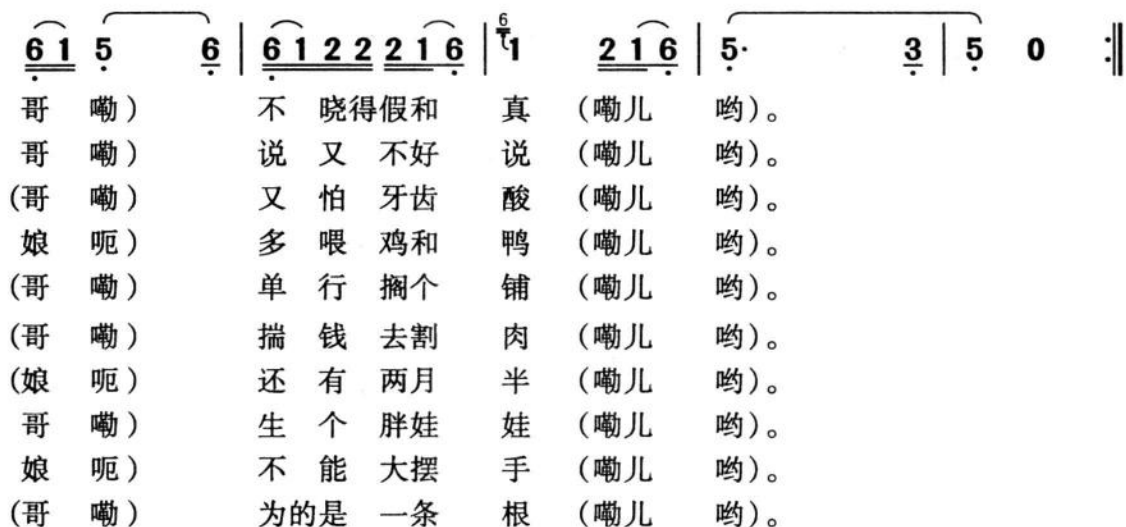 6 1 5 6 | 6 1 2 2 2 1 6 | 6 1 2 1 6 | 5· 3 | 5 0 :‖
哥 嘞） 不 晓得假和 真 （嘞儿 哟）。
哥 嘞） 说 又 不好 说 （嘞儿 哟）。
（哥 嘞） 又 怕 牙齿 酸 （嘞儿 哟）。
娘 呃） 多 喂 鸡和 鸭 （嘞儿 哟）。
（哥 嘞） 单 行 搁个 铺 （嘞儿 哟）。
（哥 嘞） 揣 钱 去割 肉 （嘞儿 哟）。
（娘 呃） 还 有 两月 半 （嘞儿 哟）。
哥 嘞） 生 个 胖娃 娃 （嘞儿 哟）。
娘 呃） 不 能 大摆 手 （嘞儿 哟）。
（哥 嘞） 为的是 一条 根 （嘞儿 哟）。